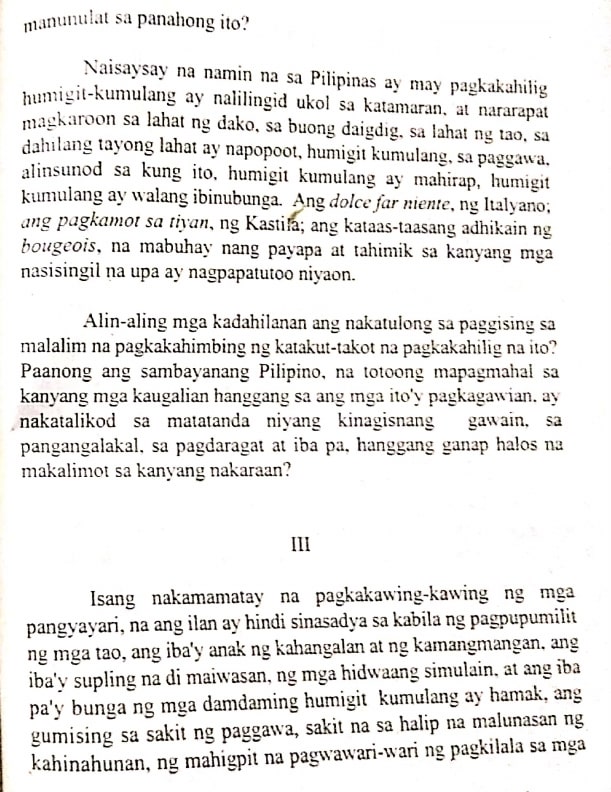 manunulat sa panahong ito?
Naisaysay na namin na sa Pilipinas ay may pagkakahilig
humigit-kumulang ay nalilingid ukol sa katamaran, at nararapat
magkaroon sa lahat ng dako, sa buong daigdig, sa lahat ng tao, sa
dahilang tayong lahat ay napopoot, humigit kumulang, sa paggawa,
alinsunod sa kung ito, humigit kumulang ay mahirap, humigit
kumulang ay walang ibinubunga. Ang dolce far niente, ng Italyano;
ang pagkamot sa tiyan, ng Kastila; ang kataas-taasang adhikain ng
bougeois, na mabuhay nang payapa at tahimik sa kanyang mga
nasisingil na upa ay nagpapatutoo niyaon.
Alin-aling mga kadahilanan ang nakatulong sa paggising sa
malalim na pagkakahimbing ng katakut-takot na pagkakahilig na ito?
Paanong ang sambayanang Pilipino, na totoong mapagmahal sa
kanyang mga kaugalian hanggang sa ang mga ito'y pagkagawian, ay
nakatalikod sa matatanda niyang kinagisnang gawain, sa
pangangalakal, sa pagdaragat at iba pa, hanggang ganap halos na
makalimot sa kanyang nakaraan?
III
Isang nakamamatay na pagkakawing-kawing ng mga
pangyayari, na ang ilan ay hindi sinasadya sa kabila ng pagpupumilit
ng mga tao, ang iba'y anak ng kahangalan at ng kamangmangan, ang
iba'y supling na di maiwasan, ng mga hidwaang simulain, at ang iba
pa'y bunga ng mga damdaming humigit kumulang ay hamak, ang
gumising sa sakit ng paggawa, sakit na sa halip na malunasan ng
kahinahunan, ng mahigpit na pagwawari-wari ng pagkilala sa mga